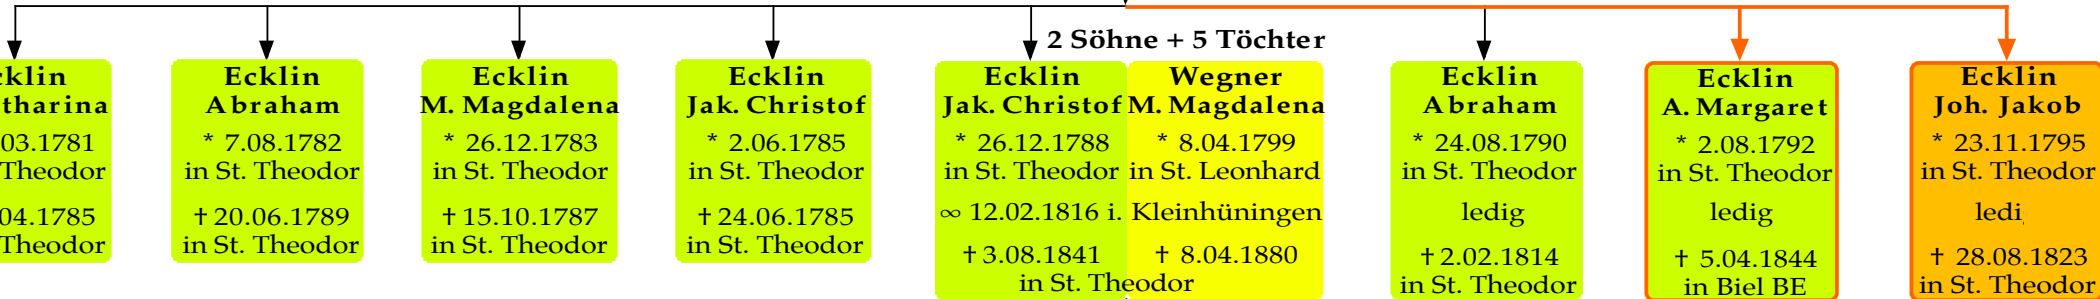 2 Söhne + 5 Töchter
cklin
tharina
03.1781
Theodor
04.1785
Theodor
Ecklin
Abraham
* 7.08.1782
in St. Theodor
† 20.06.1789
in St. Theodor
Ecklin
M. Magdalena
* 26.12.1783
in St. Theodor
† 15.10.1787
in St. Theodor
Ecklin
Jak. Christof
* 2.06.1785
in St. Theodor
† 24.06.1785
in St. Theodor
Ecklin Wegner
Jak. Christof M. Magdalena
* 26.12.1788 * 8.04.1799
in St. Theodor in St. Leonhard
∞ 12.02.1816 i. Kleinhüningen
† 3.08.1841 † 8.04.1880
in St. Theodor
Ecklin
Abraham
* 24.08.1790
in St. Theodor
ledig
† 2.02.1814
in St. Theodor
Ecklin
A. Margaret
* 2.08.1792
in St. Theodor
ledig
† 5.04.1844
in Biel BE
Ecklin
Joh. Jakob
* 23.11.1795
in St. Theodor
ledi
† 28.08.1823
in St. Theodor